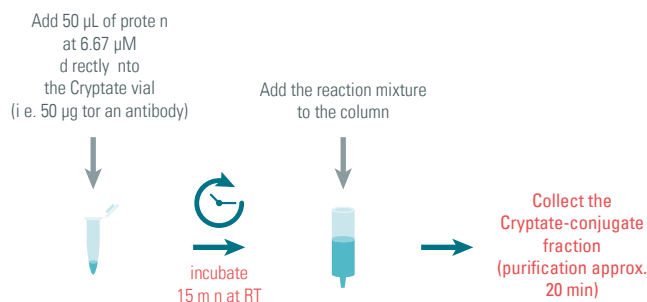 Add 50 µL of prote n
at 6.67 µM
d rectly nto
the Cryptate vial
(i e. 50 µg tor an antibody)
Add the reaction mixture
to the column
incubate
15 m n at RT
Collect the
Cryptate-conjugate
fraction
(purification approx.
20 min)